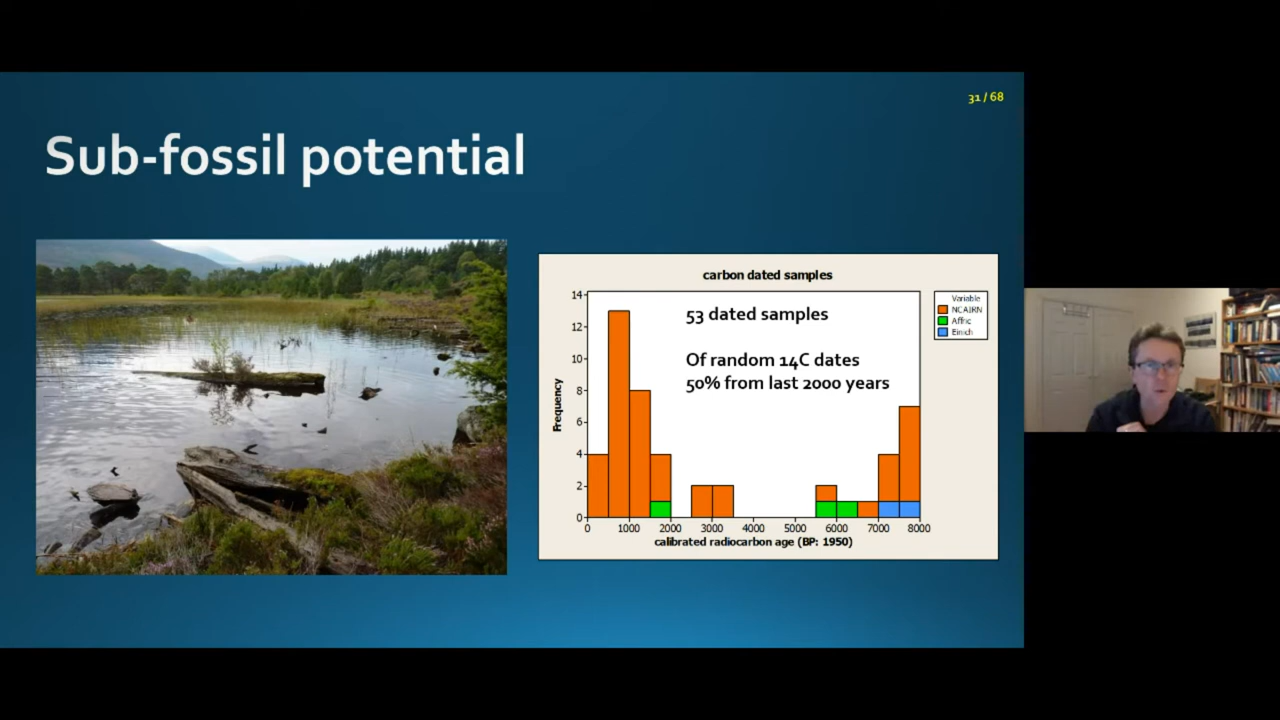 31 / 68
Sub-fossil potential
carbon dated samples
53 dated samples
Of random 14C dates
50% from last 2000 years
Variable
NCAIRN
Affric
Einich
Frequency
14
12
10
8
6
4
2
0
0 1000 2000 3000 4000 5000 6000 7000 8000
calibrated radiocarbon age (BP: 1950)